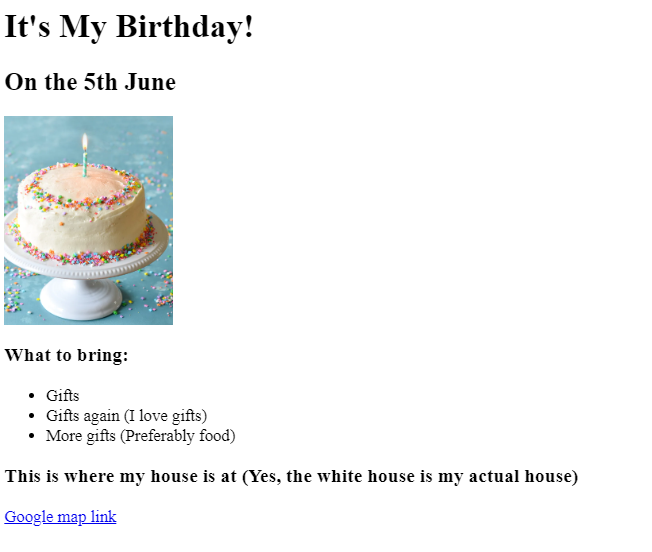 It's My Birthday!
On the 5th June
What to bring:
Gifts
Gifts again (I love gifts)
More gifts (Preferably food)
This is where my house is at (Yes, the white house is my actual house)
Google map link